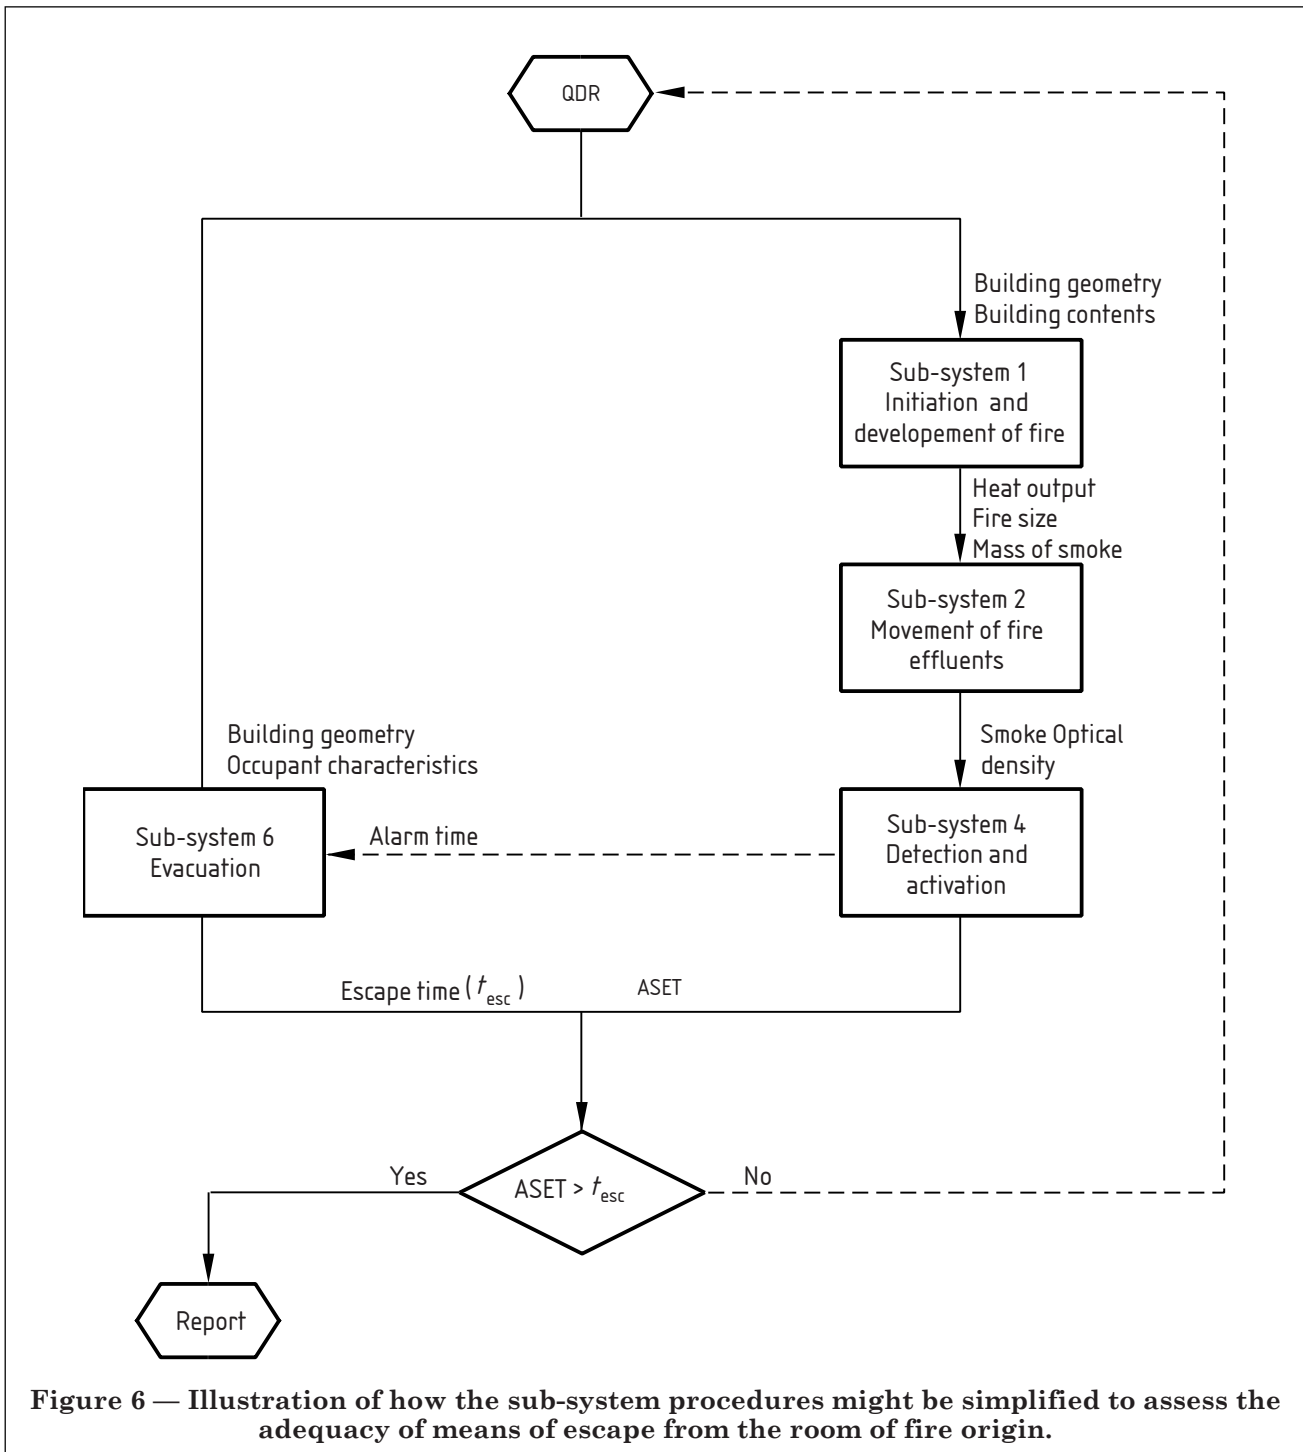 QDR
Building geometry
Building contents
Sub-system 1
Initiation and
developement of fire
Heat output
Fire size
Mass of smoke
Sub-system 2
Movement of fire
effluents
Smoke Optical
density
Building geometry
Occupant characteristics
Sub-system 6
Evacuation
Alarm time
Sub-system 4
Detection and
activation
Escape time (t esc)
ASET
Yes
ASET > t esc
No
Report
Figure 6 — Illustration of how the sub-system procedures might be simplified to assess the
adequacy of means of escape from the room of fire origin.